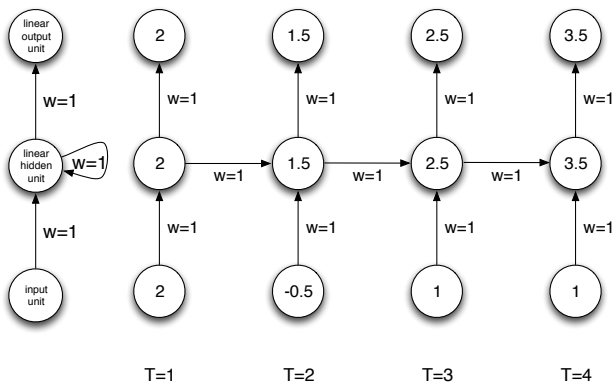 linear
output
unit
2
1.5
2.5
3.5
w=1
w=1
w=1
w=1
w=1
linear
hidden
unit
w=1
2
1.5
2.5
3.5
w=1
w=1
w=1
w=1
w=1
w=1
w=1
w=1
input
unit
2
-0.5
1
1
T=1
T=2
T=3
T=4